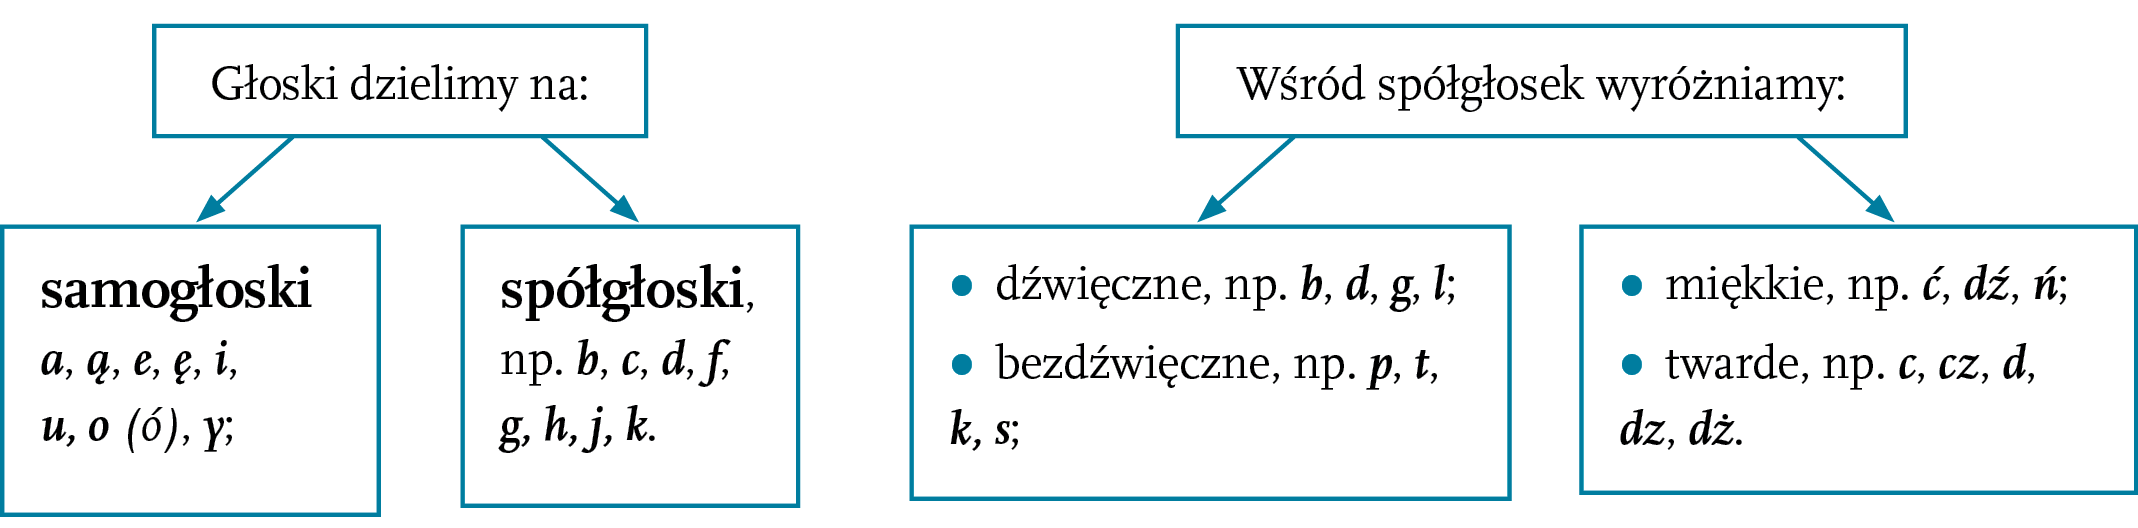 Głoski dzielimy na:
samogłoski
a, ą, e, ę, i,
u, o (ó), y;
spółgłoski,
np. b, c, d, f,
g, h, j, k.
Wśród spółgłosek wyróżniamy:
• dźwięczne, np. b, d, g, l;
• bezdźwięczne, np. p, t,
k, s;
• miękkie, np. ć, dź, ń;
• twarde, np. c, cz, d,
dz, dż.